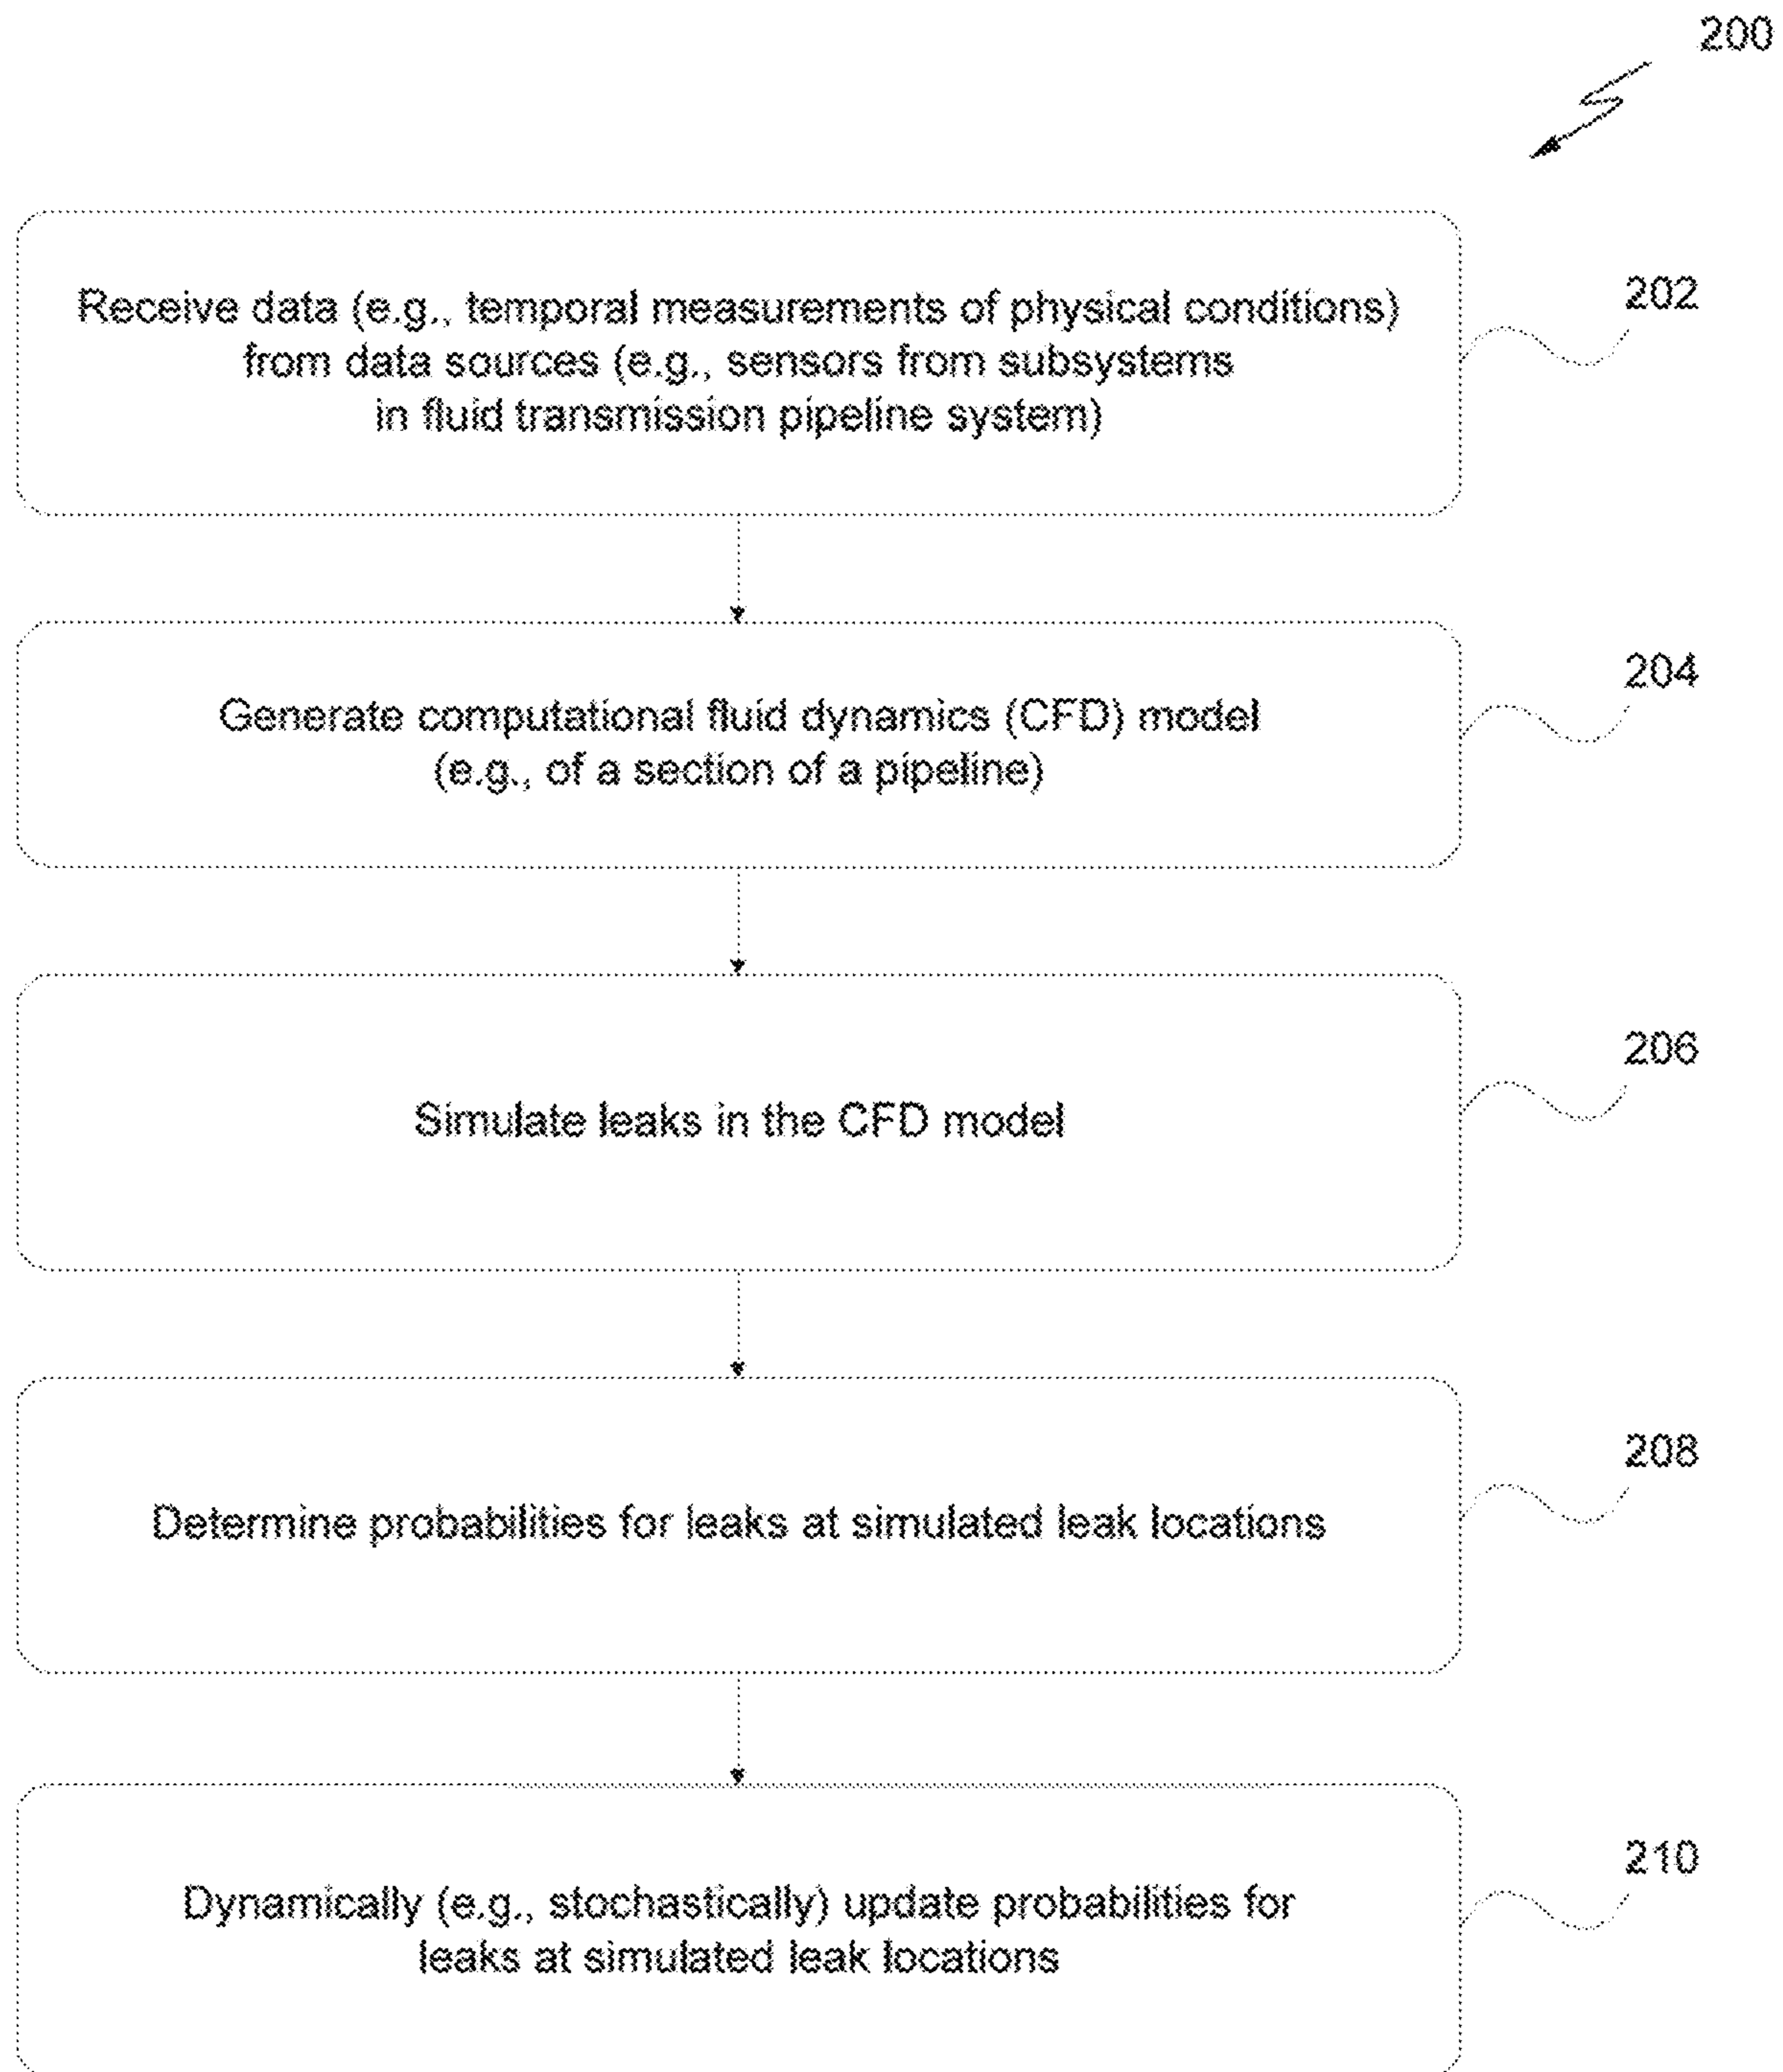 200
Receive data (e.g., temporal measurements of physical conditions)
from data sources (e.g., sensors from subsystems
in fluid transmission pipeline system)
202
Generate computational fluid dynamics (CFD) model
(e.g., of a section of a pipeline)
204
Simulate leaks in the CFD model
206
Determine probabilities for leaks at simulated leak locations
208
Dynamically (e.g., stochastically) update probabilities for
leaks at simulated leak locations
210